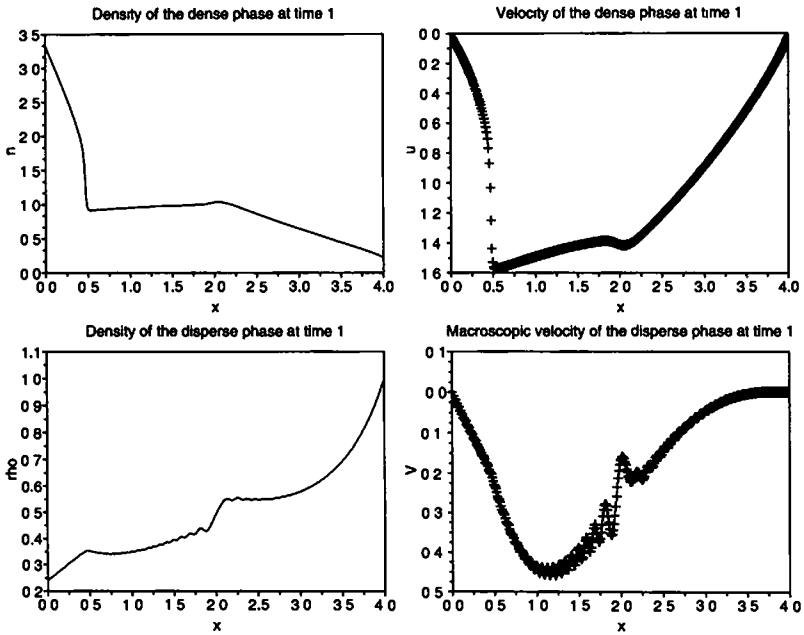 Density of the dense phase at time 1
3 5
3 0
2.5
2.0
1 5
1 0
0 5
0 0
n
0 0 0.5 1 0 1.5 2.0 2.5 3 0 3.5 4.0
x
Velocity of the dense phase at time 1
0 0
0 2
0 4
0 6
0 8
1 0
1 2
1.4
1 6
u
0 0 0.5 1 0 1.5 2.0 2.5 3 0 3.5 4.0
x
Density of the disperse phase at time 1
1.1
1 0
0 9
0 8
0.7
0.6
0.5
0 4
0 3
0 2
rho
0 0 0 5 1 0 1.5 2.0 2.5 3.0 3 5 4.0
x
Macroscopic velocity of the disperse phase at time 1
0 1
0 0
0 1
0 2
0 3
0 4
0 5
V
0 0 0 5 1.0 1.5 2 0 2 5 3 0 3 5 4 0
x